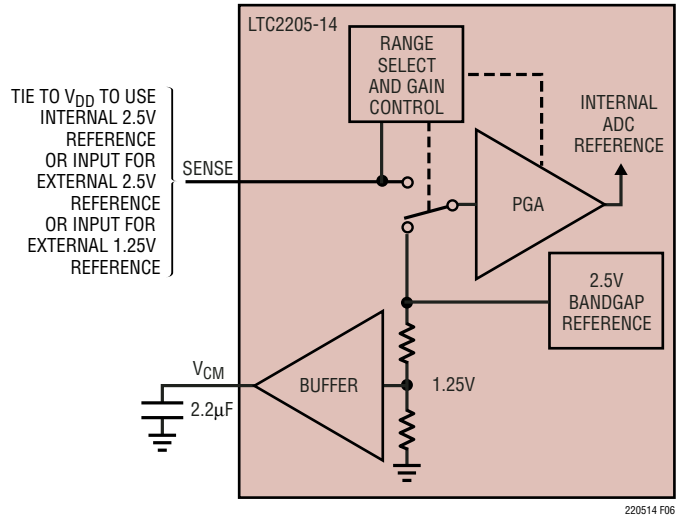 LTC2205-14
RANGE
SELECT
AND GAIN
CONTROL
TIE TO VDD TO USE
INTERNAL 2.5V
REFERENCE
OR INPUT FOR
EXTERNAL 2.5V
REFERENCE
OR INPUT FOR
EXTERNAL 1.25V
REFERENCE
SENSE
INTERNAL
ADC
REFERENCE
PGA
2.5V
BANDGAP
REFERENCE
VCM
BUFFER
1.25V
2.2μF
220514 F06